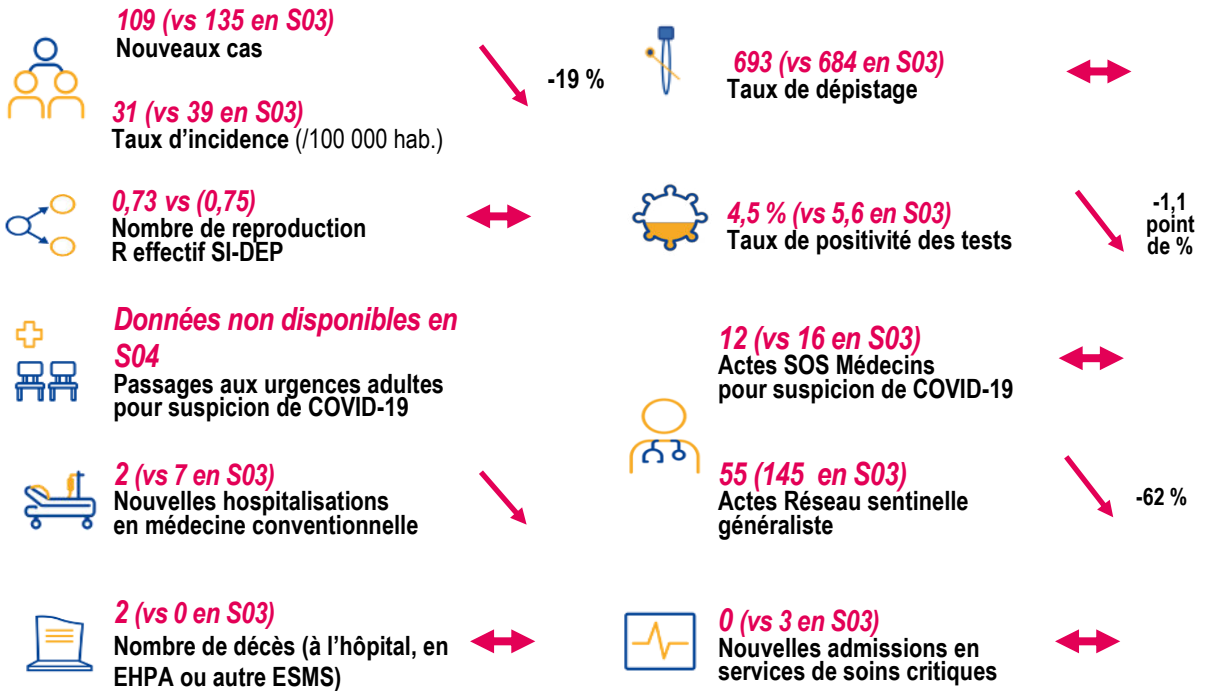 109 (vs 135 en S03)
Nouveaux cas
-19 %
31 (vs 39 en S03)
Taux d'incidence (/100 000 hab.)
693 (vs 684 en S03)
Taux de dépistage
0,73 vs (0,75)
Nombre de reproduction
R effectif SI-DEP
4,5 % (vs 5,6 en S03)
Taux de positivité des tests
-1,1
point
de %
Données non disponibles en
S04
Passages aux urgences adultes
pour suspicion de COVID-19
12 (vs 16 en S03)
Actes SOS Médecins
pour suspicion de COVID-19
2 (vs 7 en S03)
Nouvelles hospitalisations
en médecine conventionnelle
55 (145 en S03)
Actes Réseau sentinelle
généraliste
-62 %
2 (vs 0 en S03)
Nombre de décès (à l'hôpital, en
EHPA ou autre ESMS)
0 (vs 3 en S03)
Nouvelles admissions en
services de soins critiques